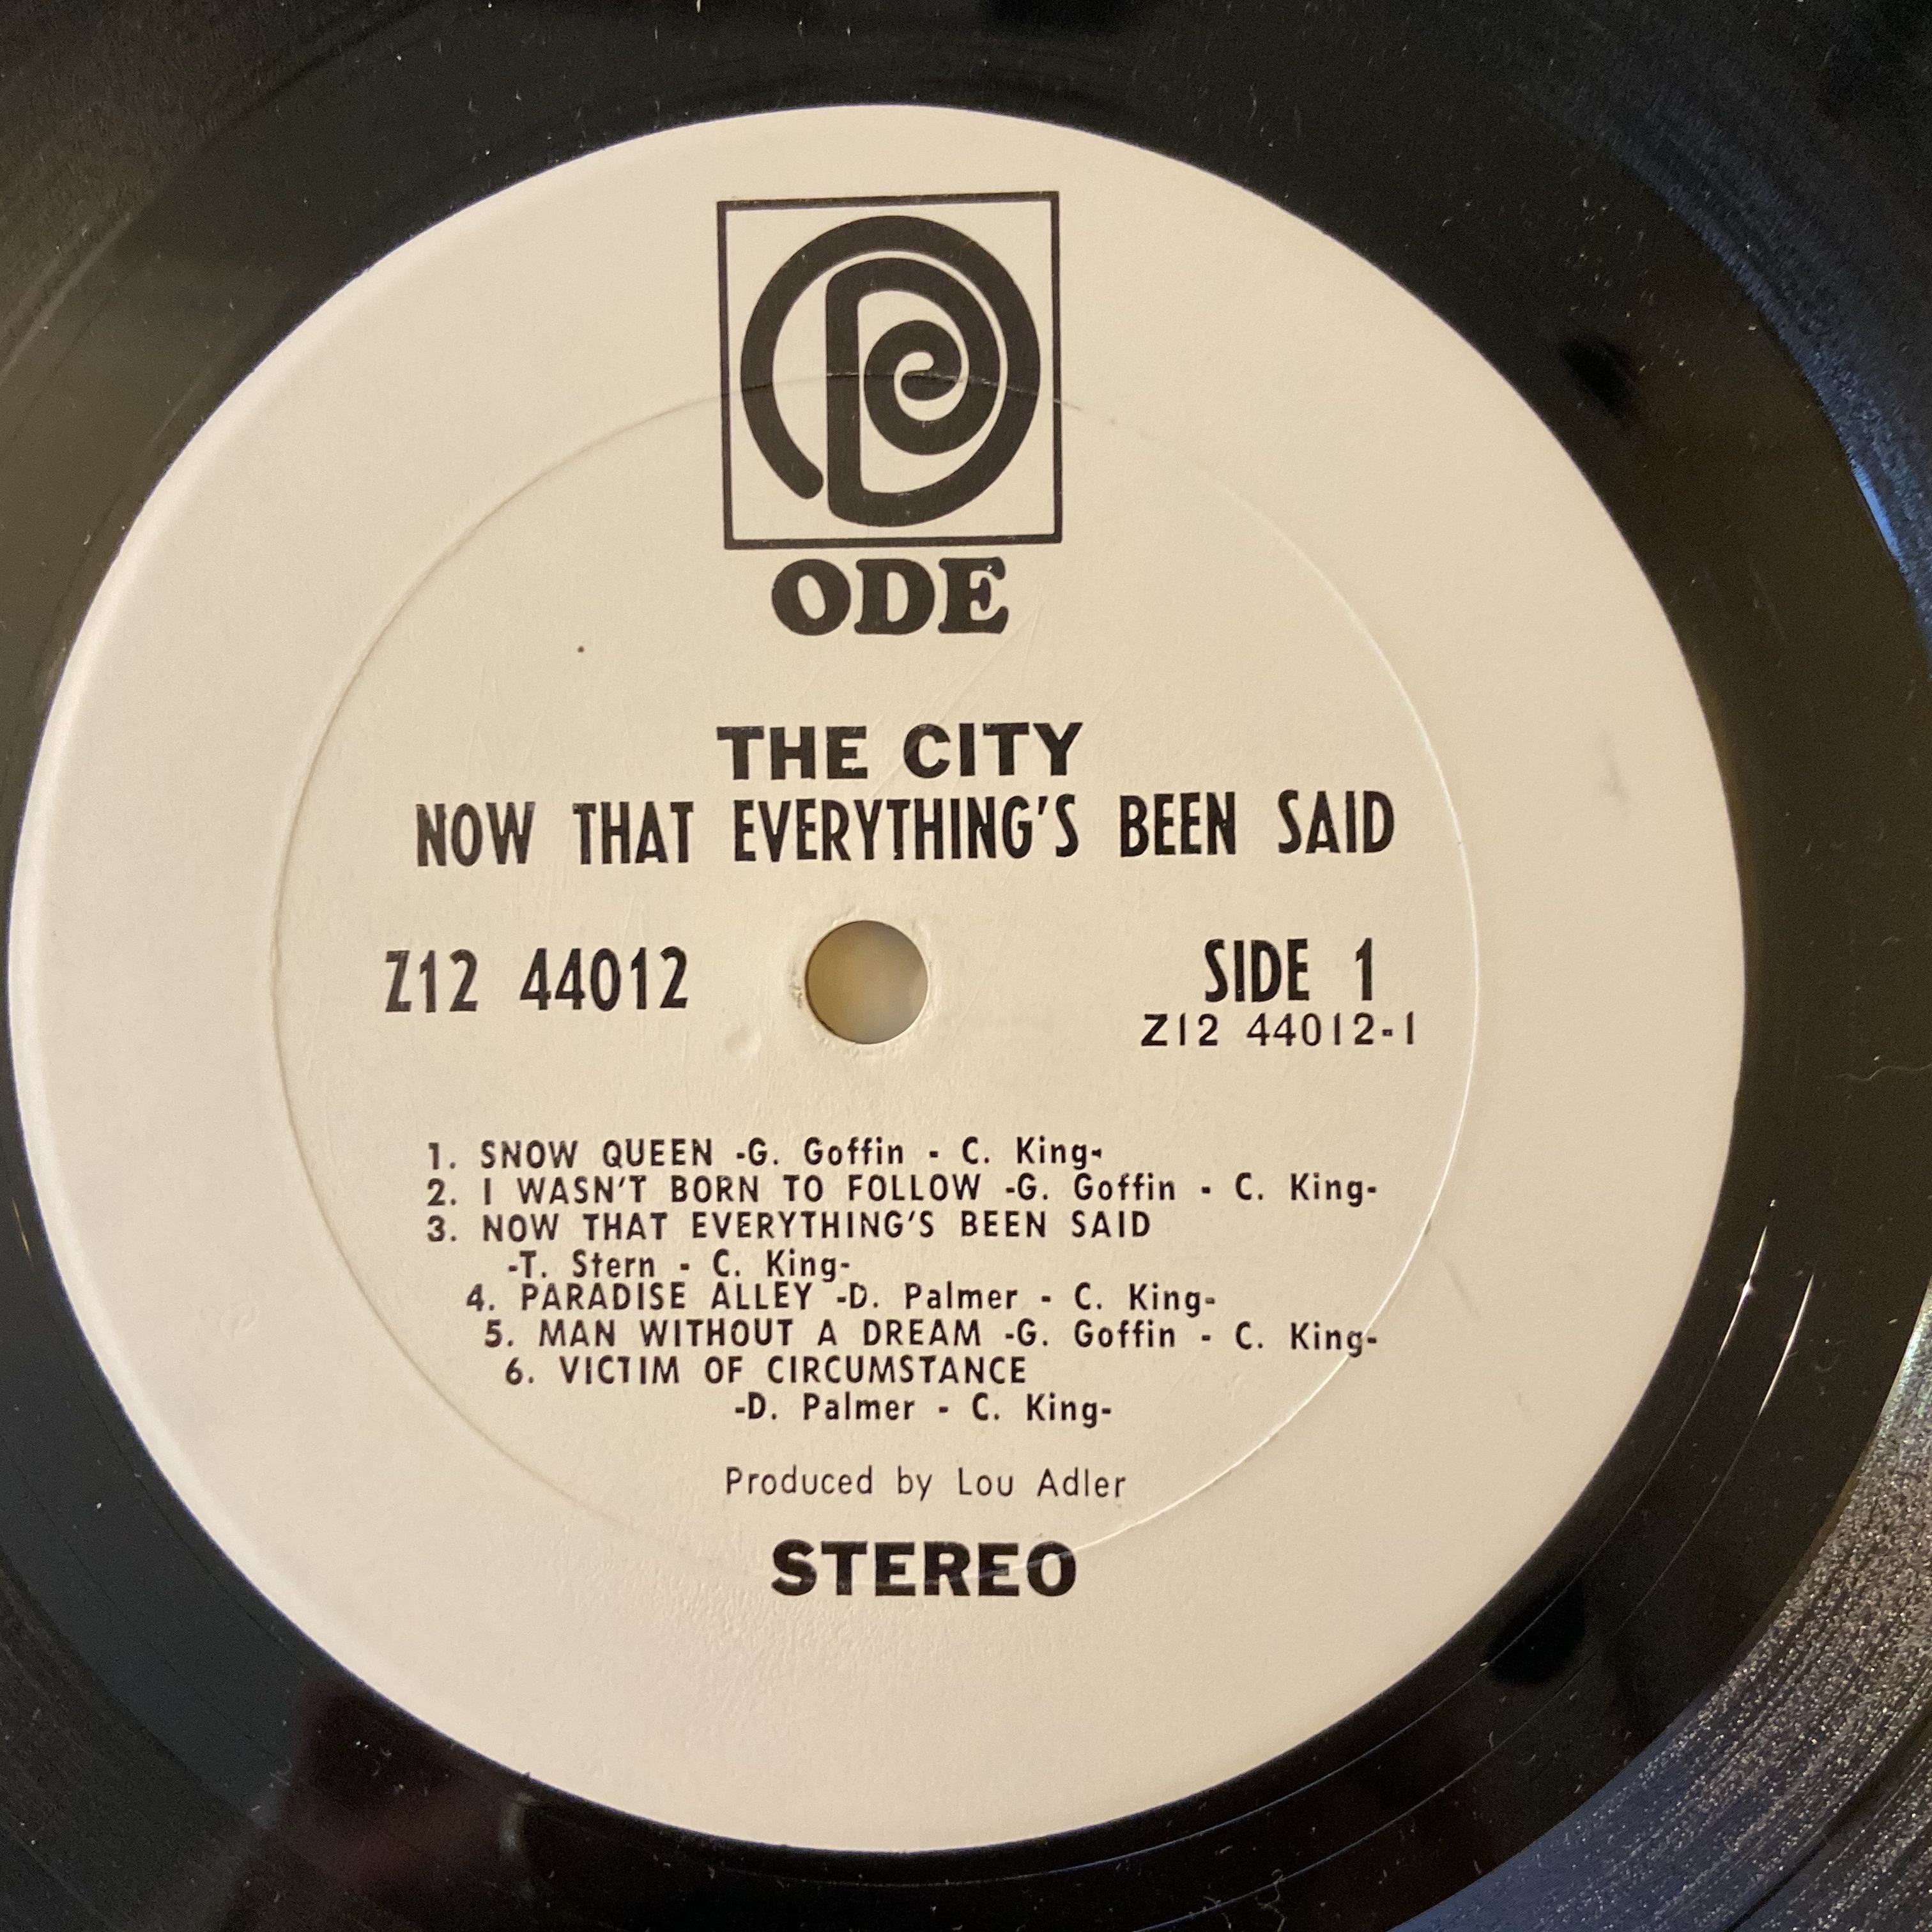 ODE
THE CITY
NOW THAT EVERYTHING'S BEEN SAID
Z12 44012
SIDE 1
Z12 44012-1
1. SNOW QUEEN -G. Goffin - C. King-
2. I WASN'T BORN TO FOLLOW -G. Goffin - C. King-
3. NOW THAT EVERYTHING'S BEEN SAID
-T. Stern - C. King-
4. PARADISE ALLEY -D. Palmer - C. King-
5. MAN WITHOUT A DREAM -G. Goffin - C. King-
6. VICTIM OF CIRCUMSTANCE
-D. Palmer - C. King-
Produced by Lou Adler
STEREO